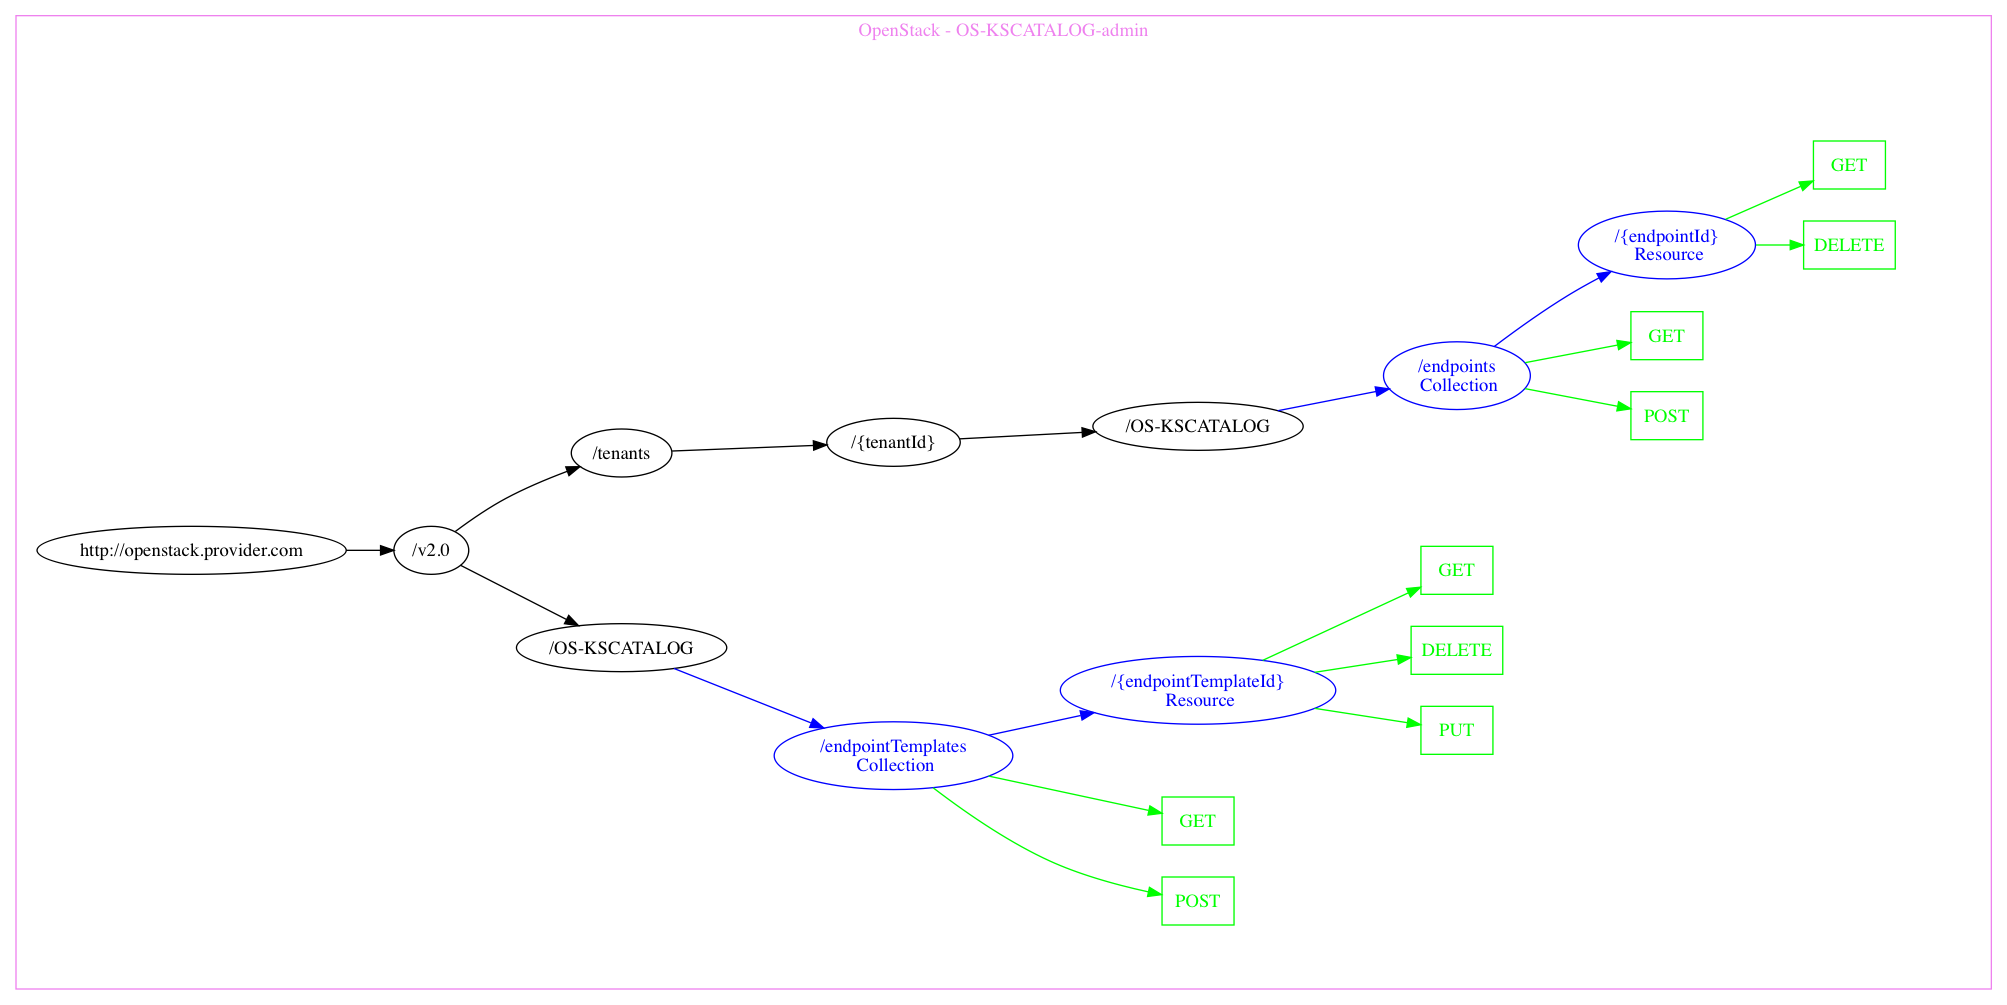 OpenStack - OS-KSCATALOG-admin
GET
/{endpointId}
Resource
DELETE
GET
/endpoints
Collection
POST
/tenants
/{tenantId}
/OS-KSCATALOG
http://openstack.provider.com
/v2.0
GET
/OS-KSCATALOG
DELETE
/{endpointTemplateId}
Resource
PUT
/endpointTemplates
Collection
GET
POST